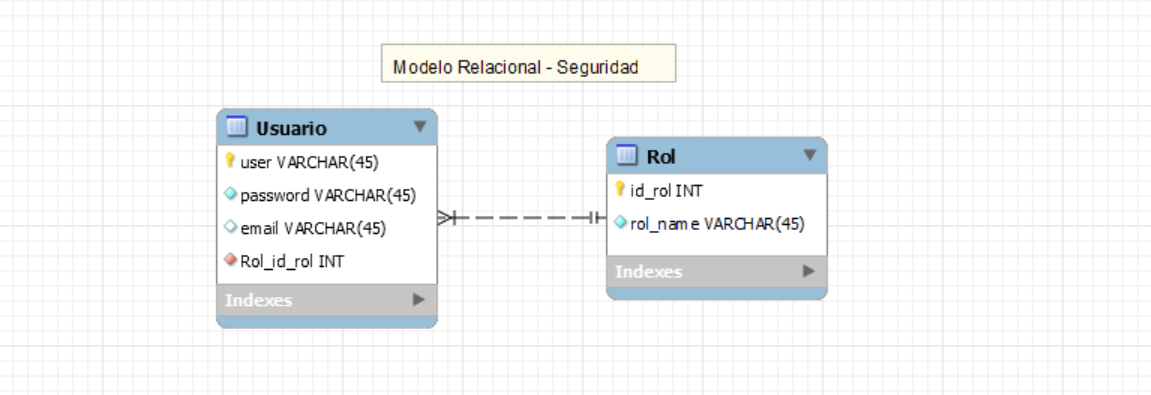 Modelo Relacional - Seguridad
Usuario
user VARCHAR(45)
password VARCHAR(45)
email VARCHAR(45)
Rol_id_rol INT
Indexes
Rol
id_rol INT
rol_name VARCHAR(45)
Indexes